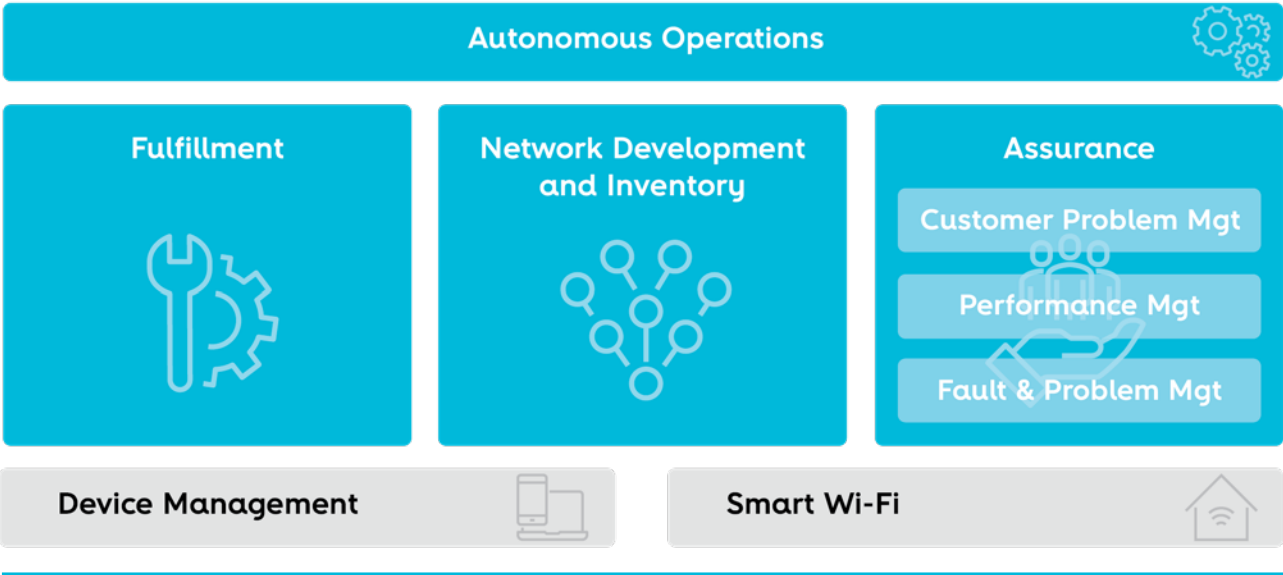 Autonomous Operations
Fulfillment
Network Development
and Inventory
Assurance
Customer Problem Mgt
Performance Mgt
Fault & Problem Mgt
Device Management
Smart Wi-Fi